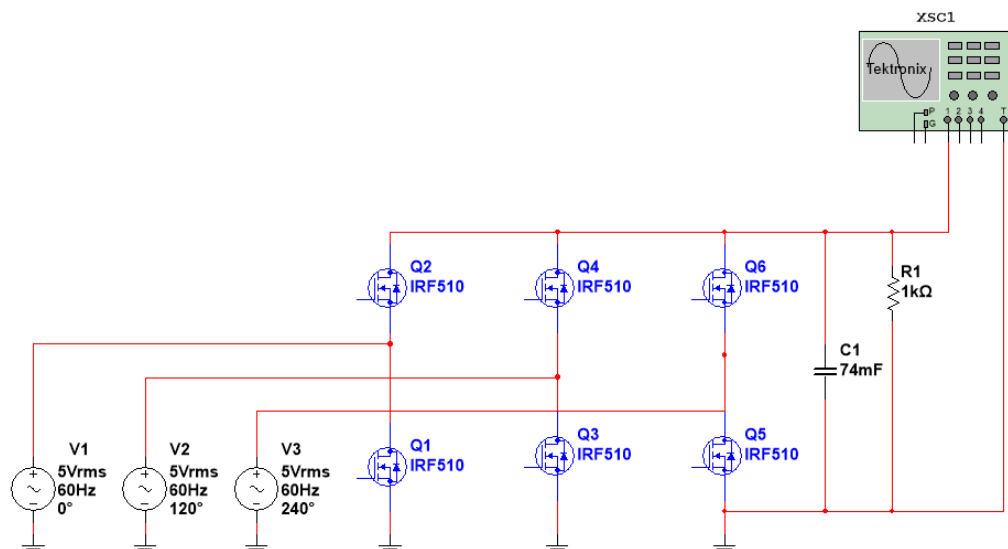 XSC1
Tektronix
P
G
1 2 3 4 T
Q2
IRF510
Q4
IRF510
Q6
IRF510
R1
1kΩ
C1
74mF
V1
5Vrms
60Hz
0°
V2
5Vrms
60Hz
120°
V3
5Vrms
60Hz
240°
Q1
IRF510
Q3
IRF510
Q5
IRF510